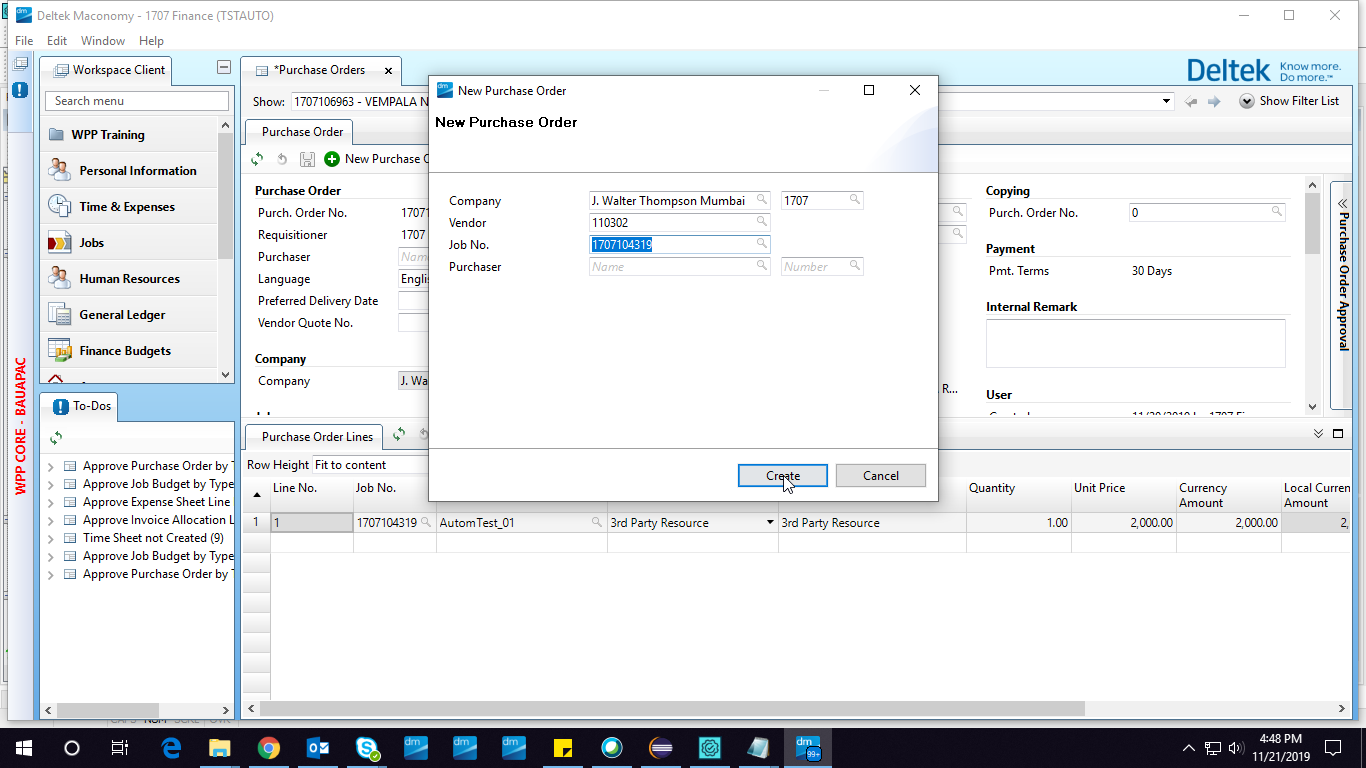 Deltek Maconomy - 1707 Finance (TSTAUTO)
File Edit Window Help
Workspace Client
Search menu
WPP Training
Personal Information
Time & Expenses
Jobs
Human Resources
General Ledger
Finance Budgets
WPP CORE - BAUAPAC
To-Dos
Approve Purchase Order by
Approve Job Budget by Type
Approve Expense Sheet Line
Approve Invoice Allocation L
Time Sheet not Created (9)
Approve Job Budget by Type
Approve Purchase Order by
*Purchase Orders
Deltek Know more.
Do more.™
Show: 1707106963 - VEMPALA N
Show Filter List
Purchase Order
New Purchase O
Purchase Order
Purch. Order No. 1707
Requisitioner 1707
Purchaser Nam
Language Englis
Preferred Delivery Date
Vendor Quote No.
Company
Company J. Wa
New Purchase Order
New Purchase Order
Company J. Walter Thompson Mumbai 1707
Vendor 110302
Job No. 1707104319
Purchaser Name Number
Create Cancel
Copying
Purch. Order No. 0
Payment
Pmt. Terms 30 Days
Internal Remark
R...
User
Purchase Order Approval
Purchase Order Lines
Row Height Fit to content
Line No. Job No. Quantity Unit Price Currency Amount Local Curren Amount
1 1 1707104319 AutomTest_01 3rd Party Resource 3rd Party Resource 1.00 2,000.00 2,000.00 2,
99+
4:48 PM
11/21/2019